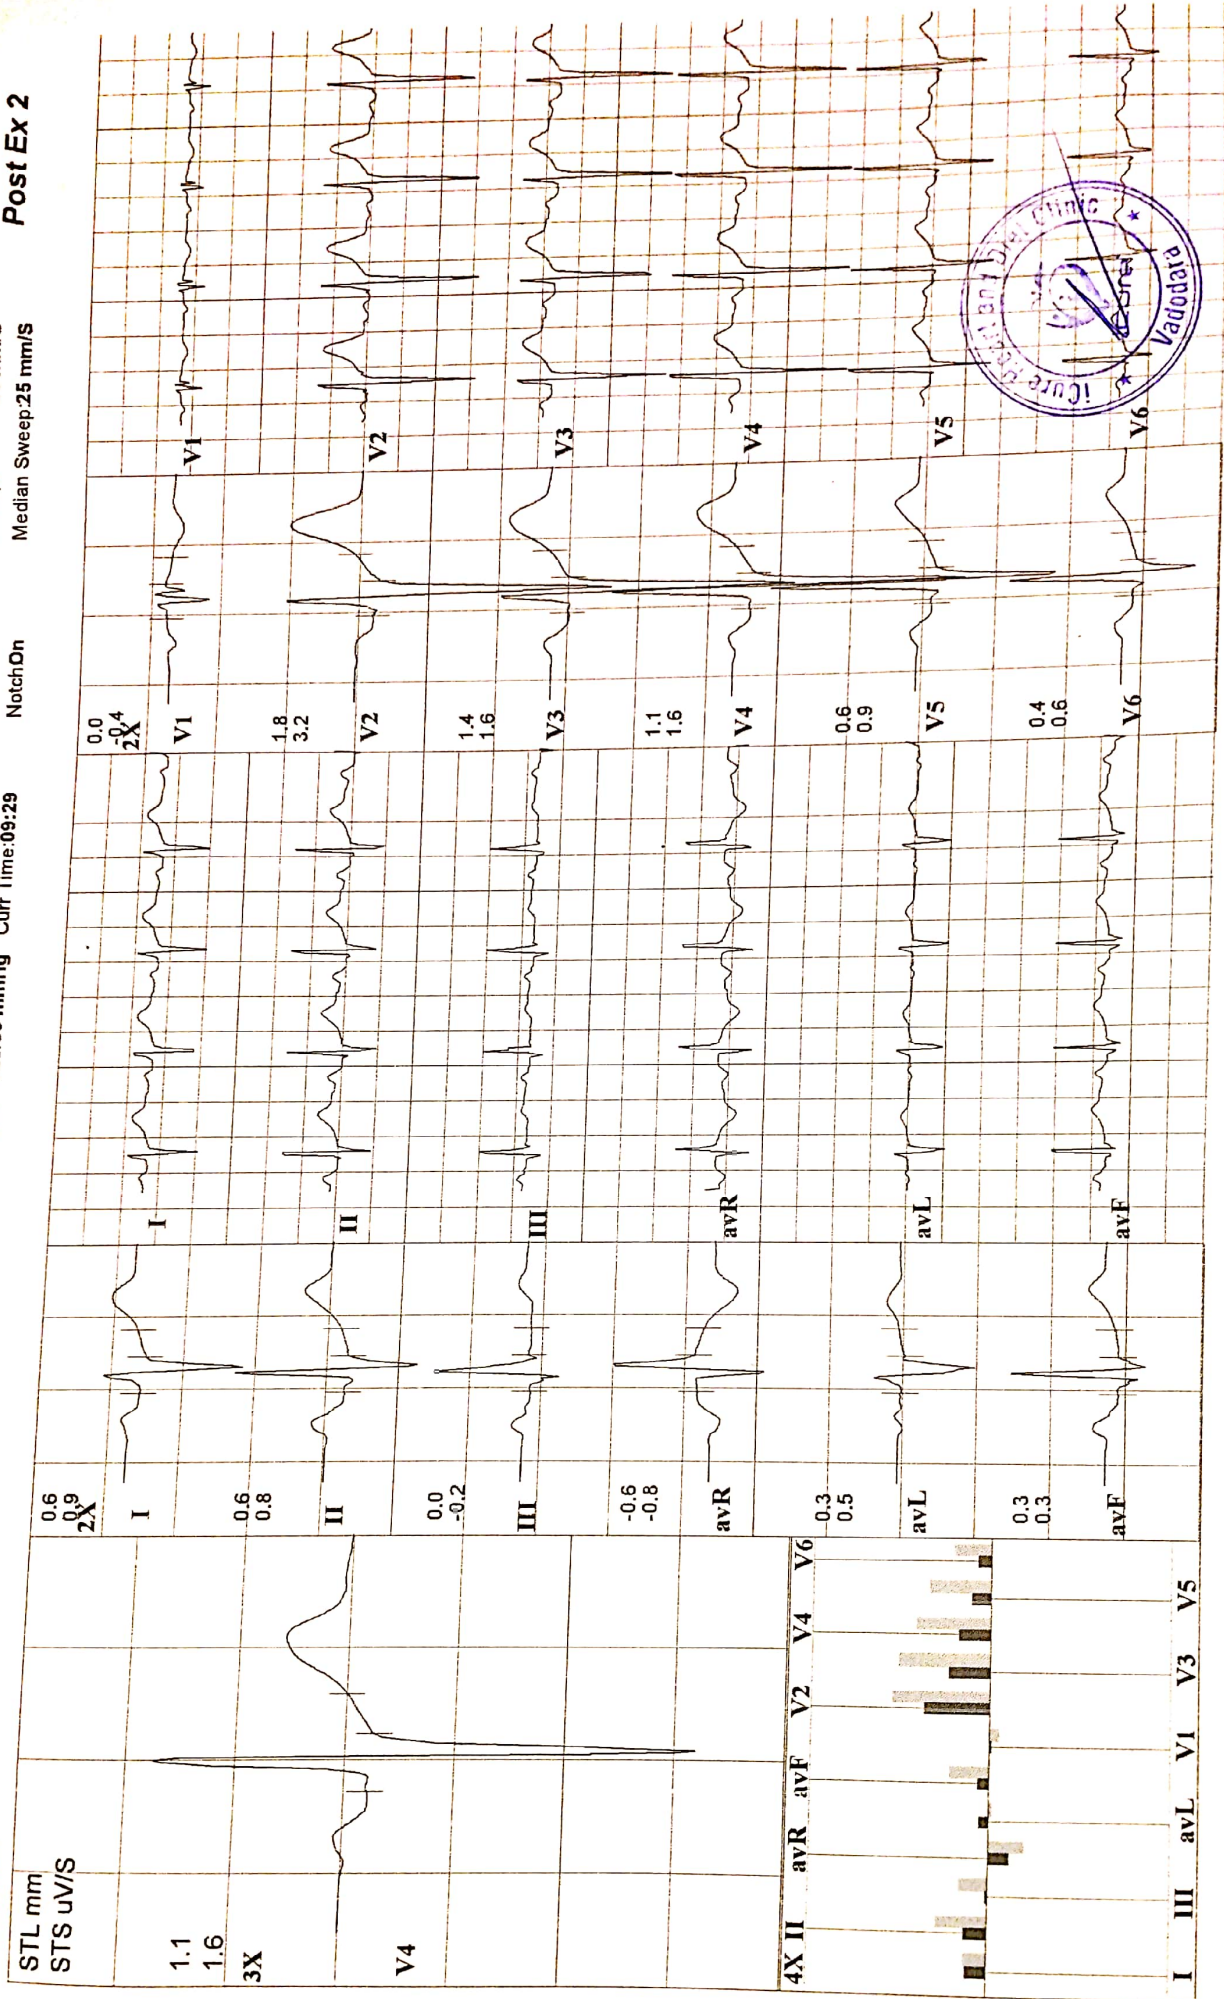 Post Ex 2
Curr Time:09:29
NotchOn
Median Sweep:25 mm/s
STL mm
STS uV/S
1.1
1.6
3X
V4
4X II avR avF V2 V4 V6
I III avL V1 V3 V5
0.6
0.9
2X
I
0.6
0.8
II
0.0
-0.2
III
-0.6
-0.8
avR
-0.3
0.5
avL
0.3
0.3
avF
I
II
III
avR
avL
avF
0.0
-0.4
2X
V1
1.8
3.2
V2
1.4
1.6
V3
1.1
1.6
V4
0.6
0.9
V5
0.4
0.6
V6
V1
V2
V3
V4
V5
V6
iCure
Clinic
Vadodara